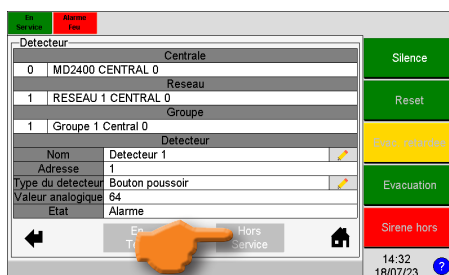 En Service
Alarme Feu
Detecteur
Centrale
0 MD2400 CENTRAL 0
Reseau
1 RESEAU 1 CENTRAL 0
Groupe
1 Groupe 1 Central 0
Detecteur
Nom Detecteur 1
Adresse 1
Type du detecteur Bouton poussoir
Valeur analogique 64
Etat Alarme
En
Hors Service
Silence
Reset
Evacuation
Sirene hors
14:32
18/07/23
?